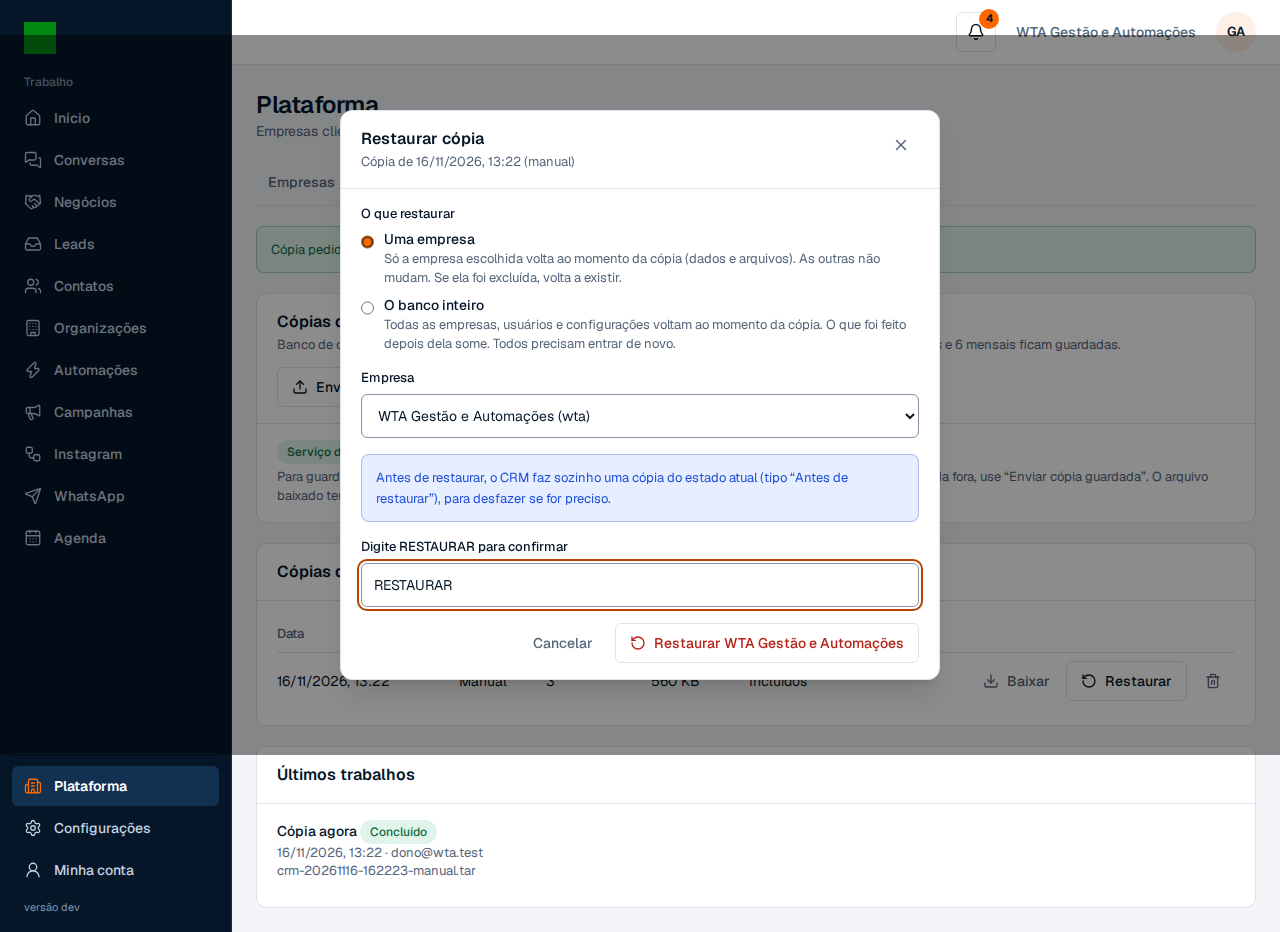 4
WTA Gestão e Automações
GA
Trabalho
Início
Conversas
Negócios
Leads
Contatos
Organizações
Automações
Campanhas
Instagram
WhatsApp
Agenda
Plataforma
Configurações
Minha conta
versão dev
Plataforma
Empresas
Restaurar cópia
Cópia de 16/11/2026, 13:22 (manual)
O que restaurar
Uma empresa
Só a empresa escolhida volta ao momento da cópia (dados e arquivos). As outras não
mudam. Se ela foi excluída, volta a existir.
O banco inteiro
Todas as empresas, usuários e configurações voltam ao momento da cópia. O que foi feito
depois dela some. Todos precisam entrar de novo.
Empresa
WTA Gestão e Automações (wta)
Antes de restaurar, o CRM faz sozinho uma cópia do estado atual (tipo “Antes de
restaurar”), para desfazer se for preciso.
Digite RESTAURAR para confirmar
RESTAURAR
Cancelar
Restaurar WTA Gestão e Automações
Empresas
Cópia
Cópias
Banco de
e 6 mensais ficam guardadas.
Serviço
Para
fora, use “Enviar cópia guardada”. O arquivo
baixado
Cópias
Data
16/11/2026, 13:22
Manual
3
560 KB
Incluídos
Baixar
Restaurar
Últimos trabalhos
Cópia agora Concluído
16/11/2026, 13:22 · dono@wta.test
crm-20261116-162223-manual.tar